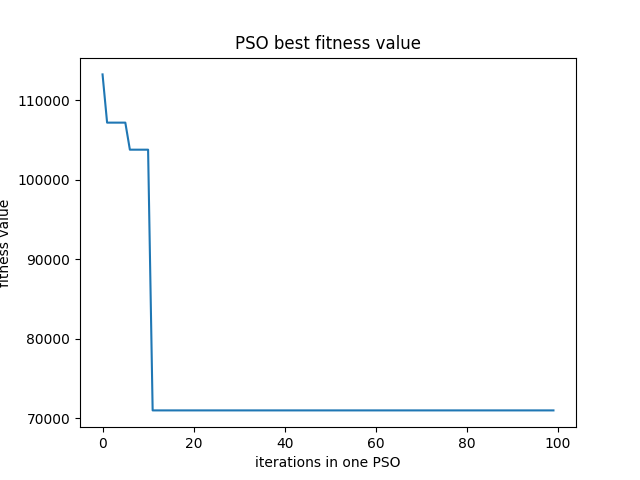 PSO best fitness value
fitness value
110000
100000
90000
80000
70000
0 20 40 60 80 100
iterations in one PSO